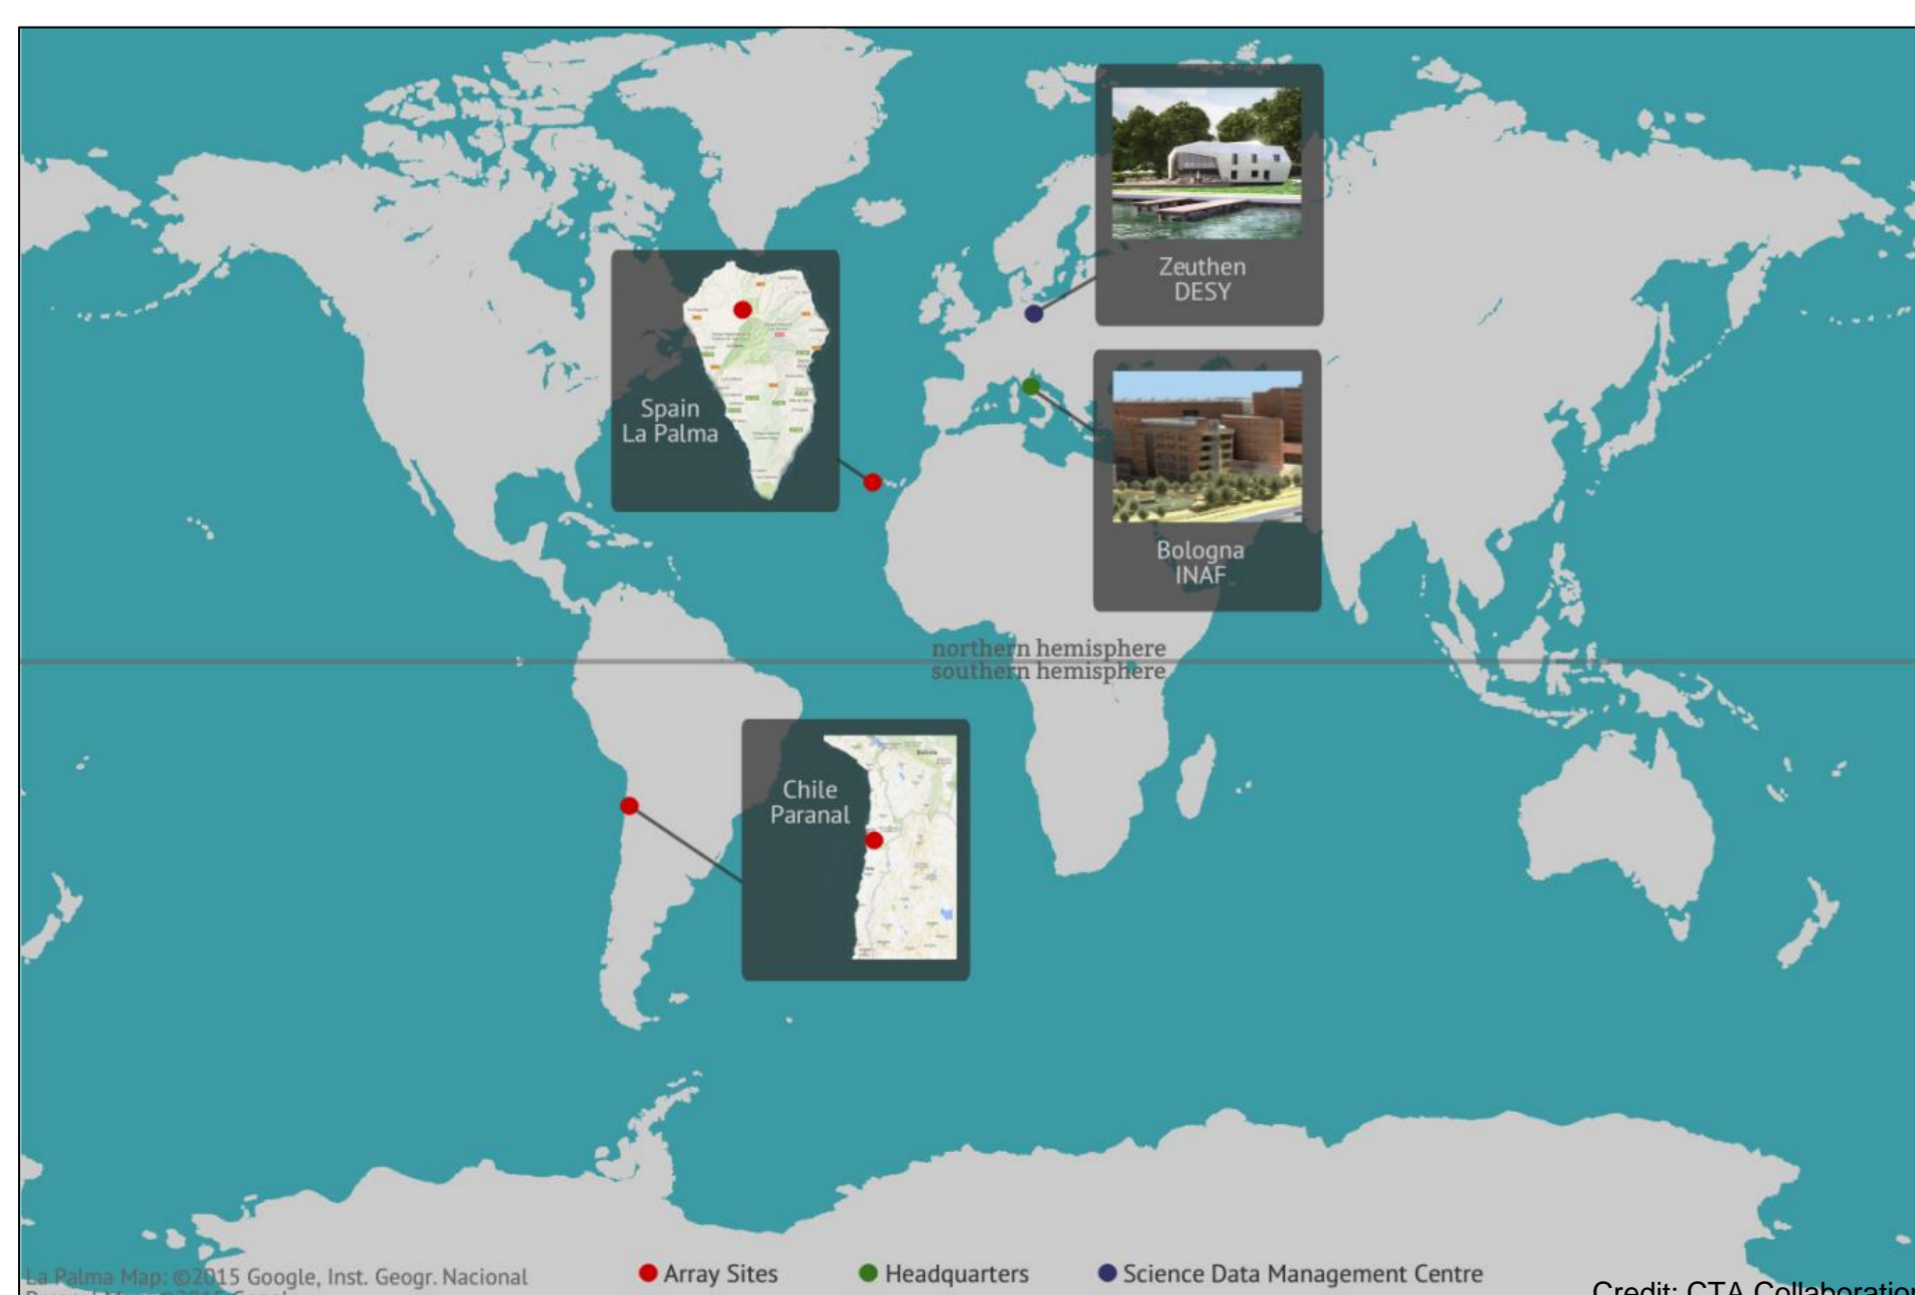 Zeuthen
DESY
Spain
La Palma
Bologna
INAF
northern hemisphere
southern hemisphere
Chile
Paranal
Array Sites
Headquarters
Science Data Management Centre
La Palma Map: ©2015 Google, Inst. Geogr. Nacional
Credit: CTA Collaboration